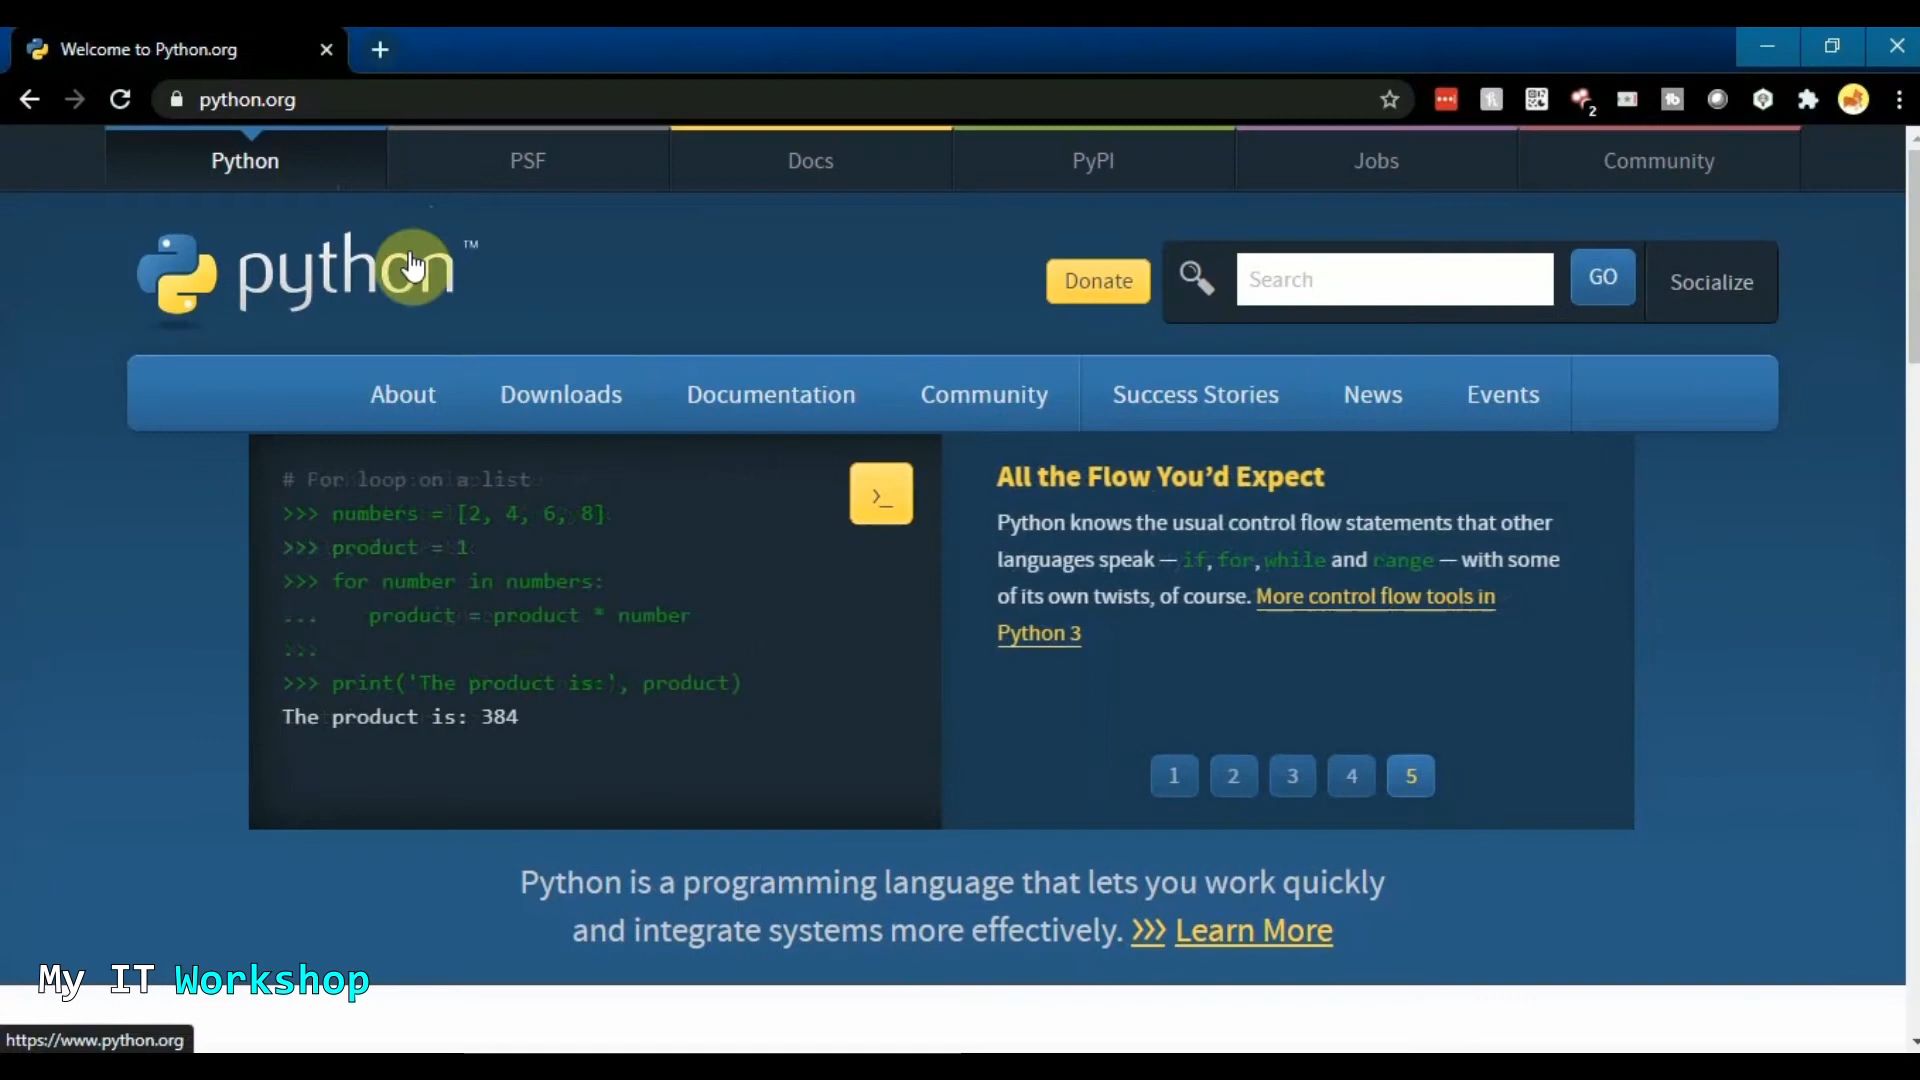 Welcome to Python.org
python.org
2
Python
PSF
Docs
PyPI
Jobs
Community
python™
Donate
Search
GO
Socialize
About
Downloads
Documentation
Community
Success Stories
News
Events
# For loop on a list
>>> numbers = [2, 4, 6, 8]
>>> product = 1
>>> for number in numbers:
...    product = product * number
...
>>> print('The product is:', product)
The product is: 384
>_
All the Flow You’d Expect
Python knows the usual control flow statements that other
languages speak — if, for, while and range — with some
of its own twists, of course. More control flow tools in
Python 3
1
2
3
4
5
Python is a programming language that lets you work quickly
and integrate systems more effectively. >>> Learn More
My IT Workshop
https://www.python.org